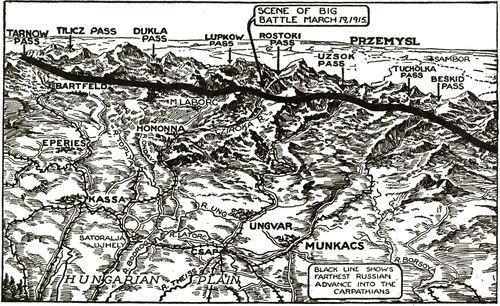 SCENE OF BIG
BATTLE MARCH 19, 1915.
TARNOW
PASS
TILICZ PASS
DUKLA
PASS
LUPKOW
PASS
ROSTOKI
PASS
PRZEMYSL
UZSOK
PASS
SAMBOR
TUCHOLKA
PASS
BESKID
PASS
BARTFELD
M. LABORC
HOMONNA
EPERIES
KASSA
R. UNG
UNGVAR
SATORALJA
UJHELY
R. LATORCZ
CSAP
MUNKACS
R. BORSOVA
HUNGARIAN PLAIN
R. THEISS
BLACK LINE SHOWS
FARTHEST RUSSIAN
ADVANCE INTO THE
CARPATHIANS